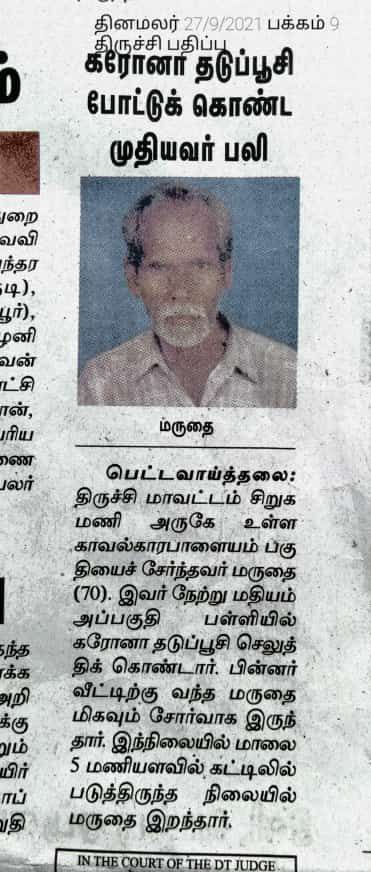 தினமலர் 27/9/2021 பக்கம் 9
திருச்சி பதிப்பு
கரோனா தடுப்பூசி
போட்டுக் கொண்ட
முதியவர் பலி
மருதை
பெட்டவாய்த்தலை:
திருச்சி மாவட்டம் சிறுக
மணி அருகே உள்ள
காவல்காரபாளையம் பகு
தியைச் சேர்ந்தவர் மருதை
(70). இவர் நேற்று மதியம்
அப்பகுதி பள்ளியில்
கரோனா தடுப்பூசி செலுத்
திக் கொண்டார். பின்னர்
வீட்டிற்கு வந்த மருதை
மிகவும் சோர்வாக இருந்
தார். இந்நிலையில் மாலை
5 மணியளவில் கட்டிலில்
படுத்திருந்த நிலையில்
மருதை இறந்தார்.
IN THE COURT OF THE DT JUDGE